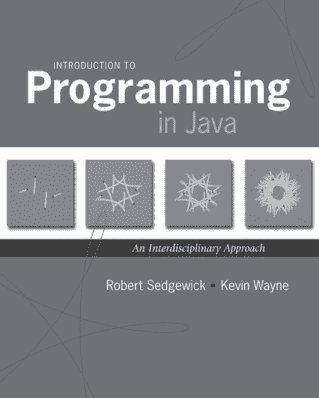 INTRODUCTION TO
Programming
in Java
An Interdisciplinary Approach
Robert Sedgewick • Kevin Wayne